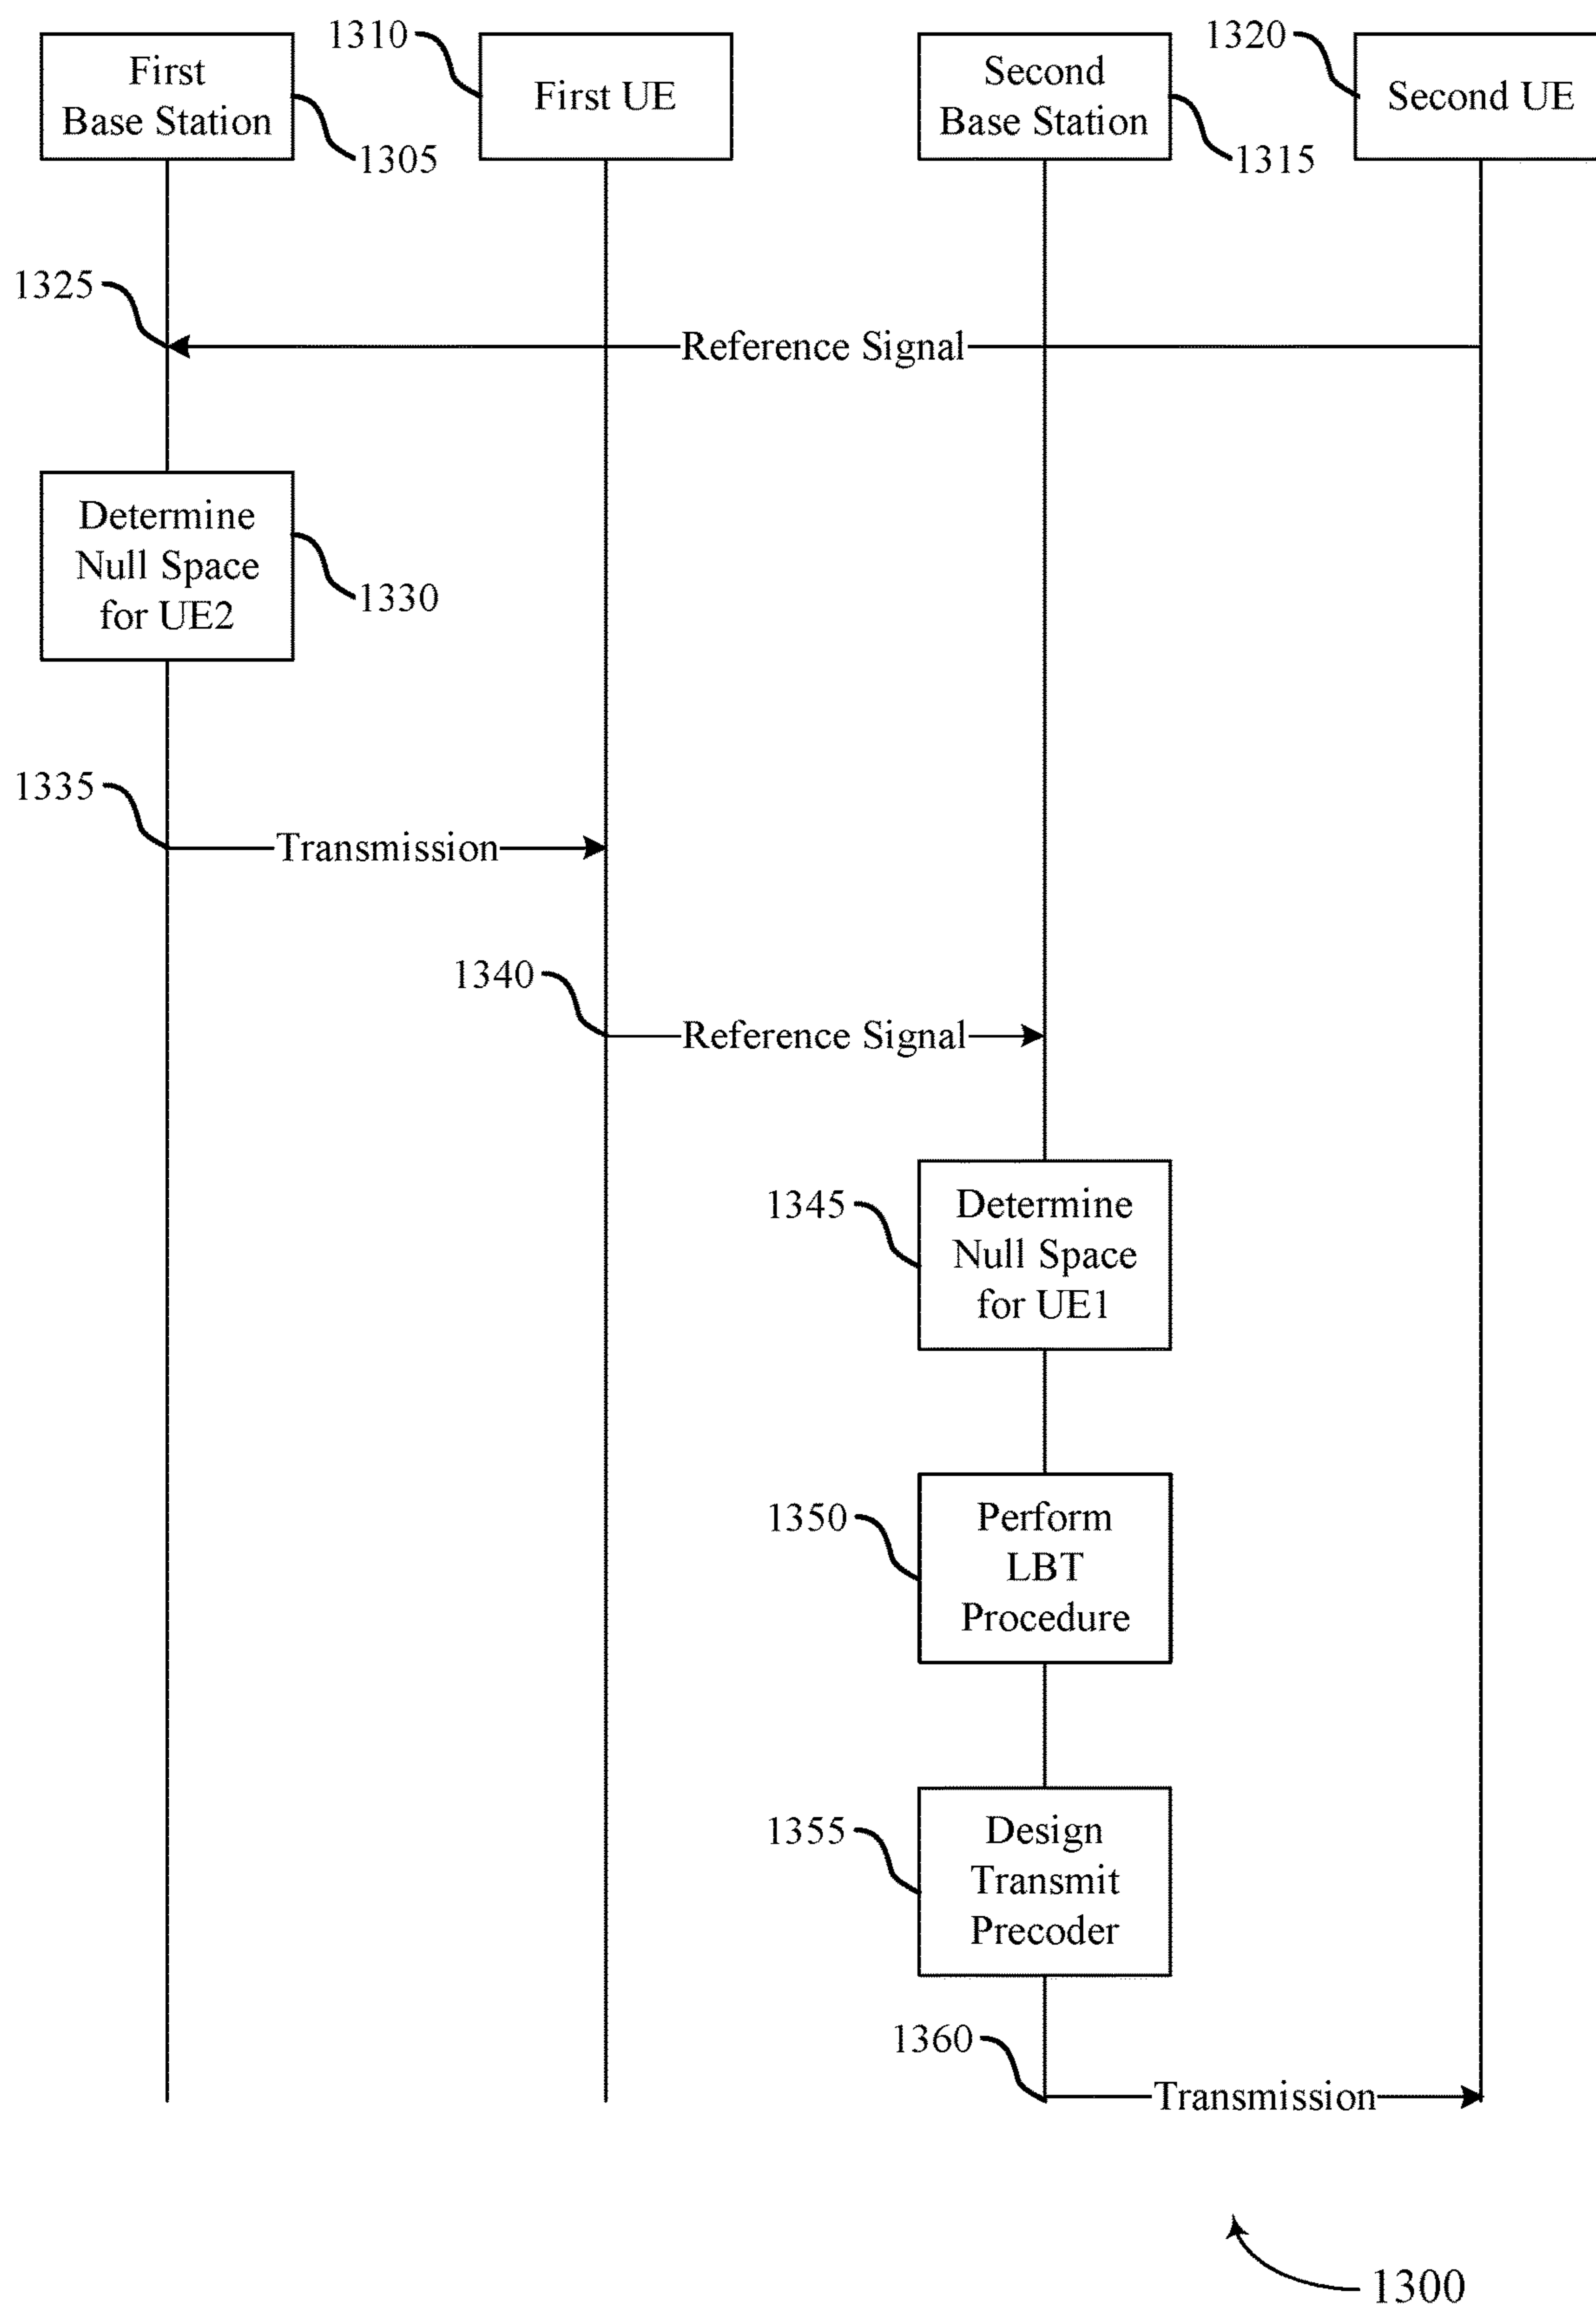 1310
1320
First
Base Station
First UE
Second
Base Station
Second UE
1305
1315
1325
Reference Signal
Determine
Null Space
for UE2
1330
1335
Transmission
1340
Reference Signal
1345
Determine
Null Space
for UE1
1350
Perform
LBT
Procedure
1355
Design
Transmit
Precoder
1360
Transmission
1300